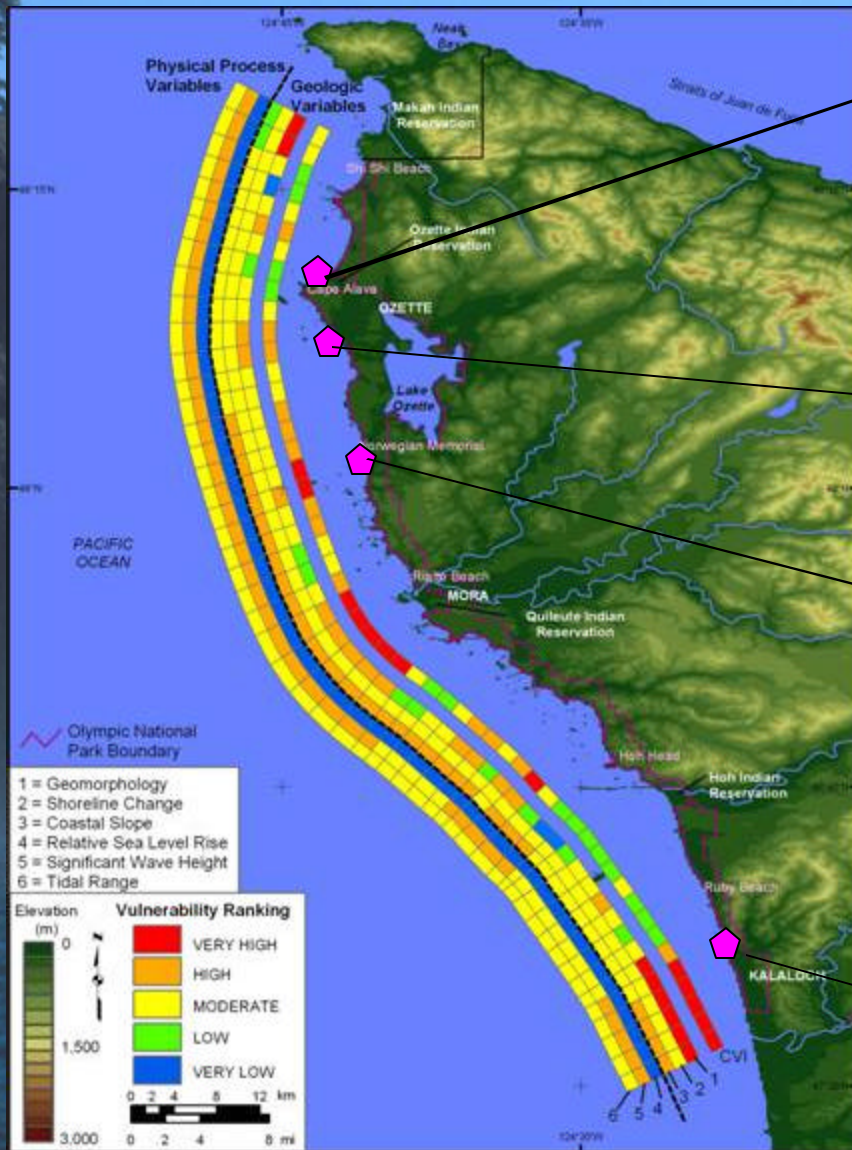 124°45'W
Neah
Bay
Physical Process
Variables
Geologic
Variables
Straits of Juan de Fuca
Makah Indian
Reservation
Shi Shi Beach
Ozette Indian
Reservation
Cape Alava
OZETTE
Lake
Ozette
Norwegian Memorial
PACIFIC
OCEAN
Rialto Beach
MORA
Quileute Indian
Reservation
Olympic National
Park Boundary
Hoh Head
Hoh Indian
Reservation
1 = Geomorphology
2 = Shoreline Change
3 = Coastal Slope
4 = Relative Sea Level Rise
5 = Significant Wave Height
6 = Tidal Range
Ruby Beach
KALALOCH
Elevation
(m)
0
1,500
3,000
Vulnerability Ranking
VERY HIGH
HIGH
MODERATE
LOW
VERY LOW
0 2 4 8 12 km
0 2 4 8 mi
CVI
1
2
3
4
5
6